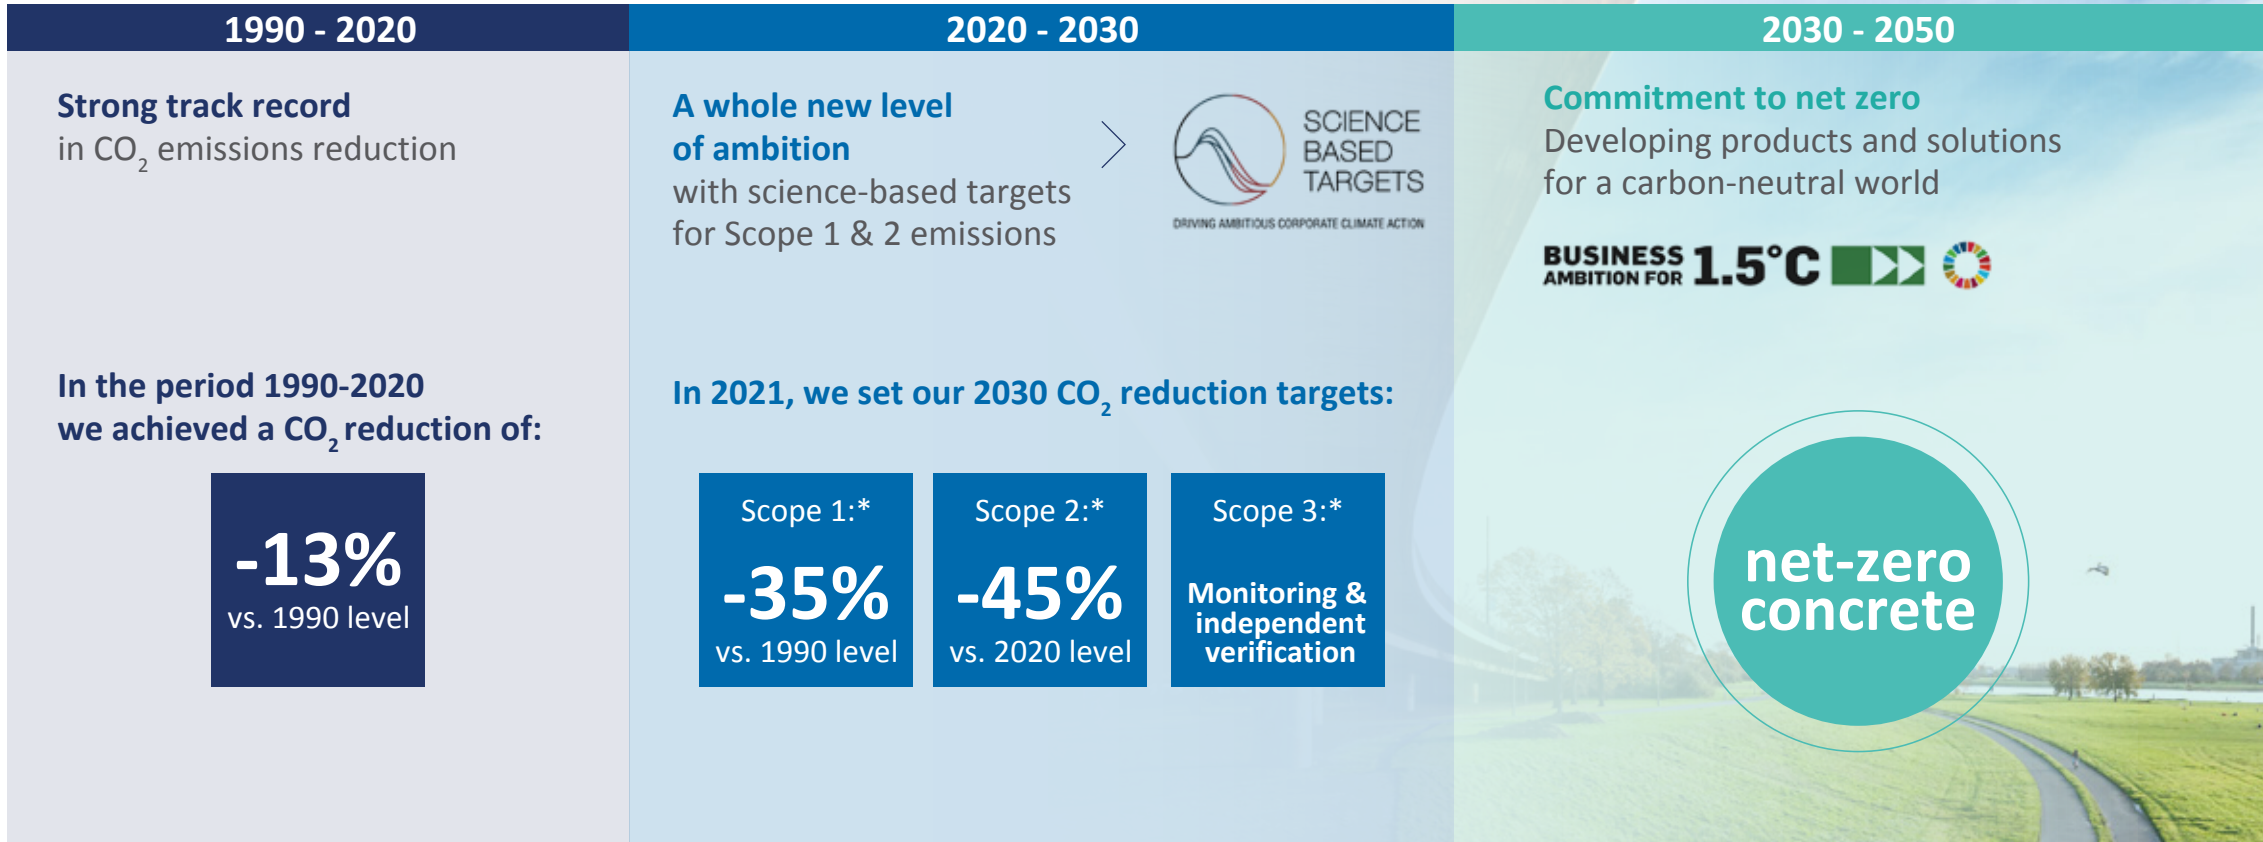 1990 - 2020
Strong track record
in CO2 emissions reduction
In the period 1990-2020
we achieved a CO2 reduction of:
-13%
vs. 1990 level
2020 - 2030
A whole new level
of ambition
with science-based targets
for Scope 1 & 2 emissions
SCIENCE
BASED
TARGETS
DRIVING AMBITIOUS CORPORATE CLIMATE ACTION
In 2021, we set our 2030 CO2 reduction targets:
Scope 1:*
-35%
vs. 1990 level
Scope 2:*
-45%
vs. 2020 level
Scope 3:*
Monitoring &
independent
verification
2030 - 2050
Commitment to net zero
Developing products and solutions
for a carbon-neutral world
BUSINESS
AMBITION FOR 1.5°C
net-zero
concrete